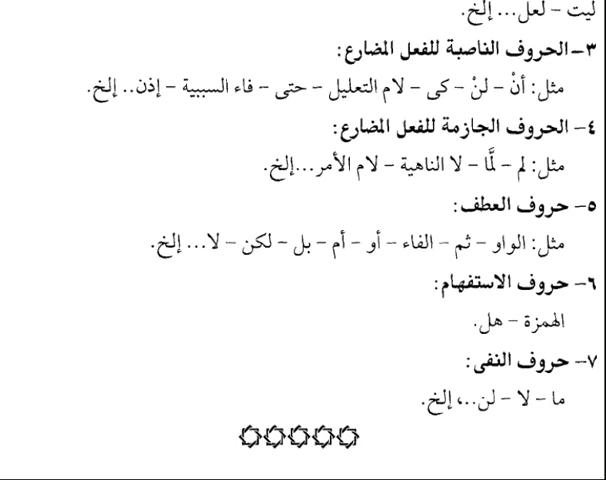 ليت – لعل... إلخ.
٣–الحروف الناصبة للفعل المضارع:
مثل: أنْ – لنْ – كى – لام التعليل – حتى – فاء السببية – إذن.. إلخ.
٤– الحروف الجازمة للفعل المضارع:
مثل: لم – لَّا – لا الناهية – لام الأمر...إلخ.
٥– حروف العطف:
مثل: الواو – ثم – الفاء – أو – أم – بل – لكن – لا... إلخ.
٦– حروف الاستفهام:
الهمزة – هل.
٧– حروف النفى:
ما – لا – لن..، إلخ.